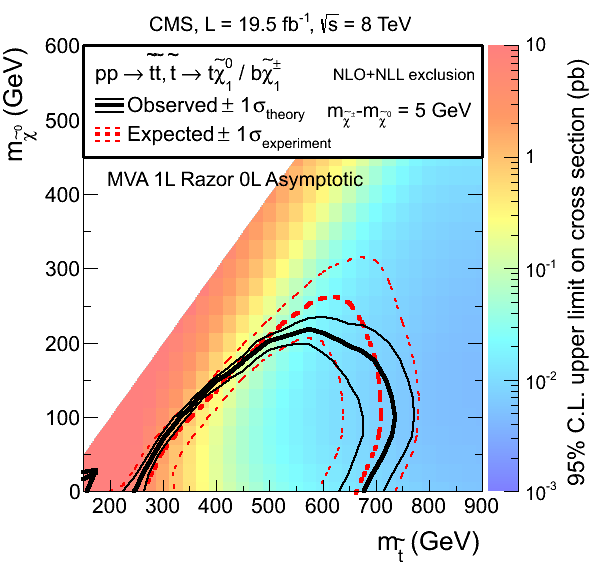 CMS, L = 19.5 fb⁻¹, √s = 8 TeV
pp → t̃t̃, t̃ → tχ̃⁰₁ / bχ̃±₁
NLO+NLL exclusion
Observed ± 1σtheory
mχ̃±-mχ̃⁰ = 5 GeV
Expected ± 1σexperiment
MVA 1L Razor 0L Asymptotic
mχ̃⁰ (GeV)
600
500
400
300
200
100
0
200 300 400 500 600 700 800 900
mt̃ (GeV)
10
1
10⁻¹
10⁻²
10⁻³
95% C.L. upper limit on cross section (pb)